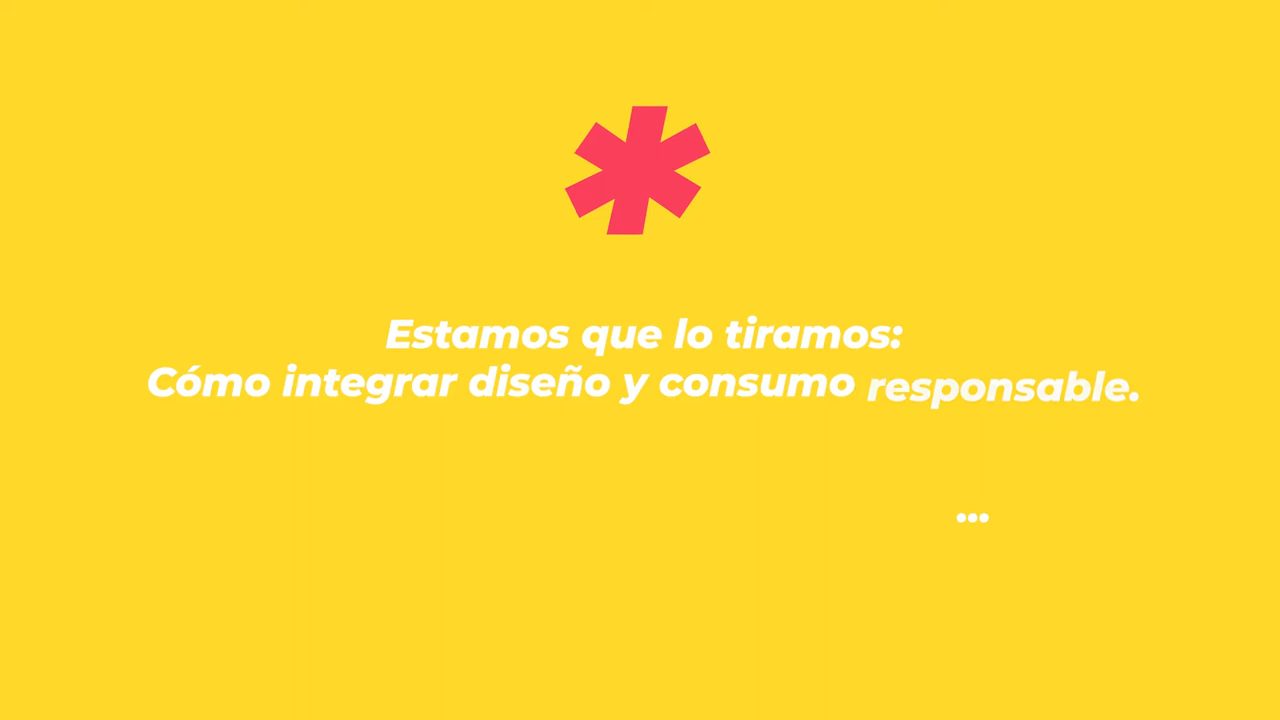 Estamos que lo tiramos:
Cómo integrar diseño y consumo responsable.
...